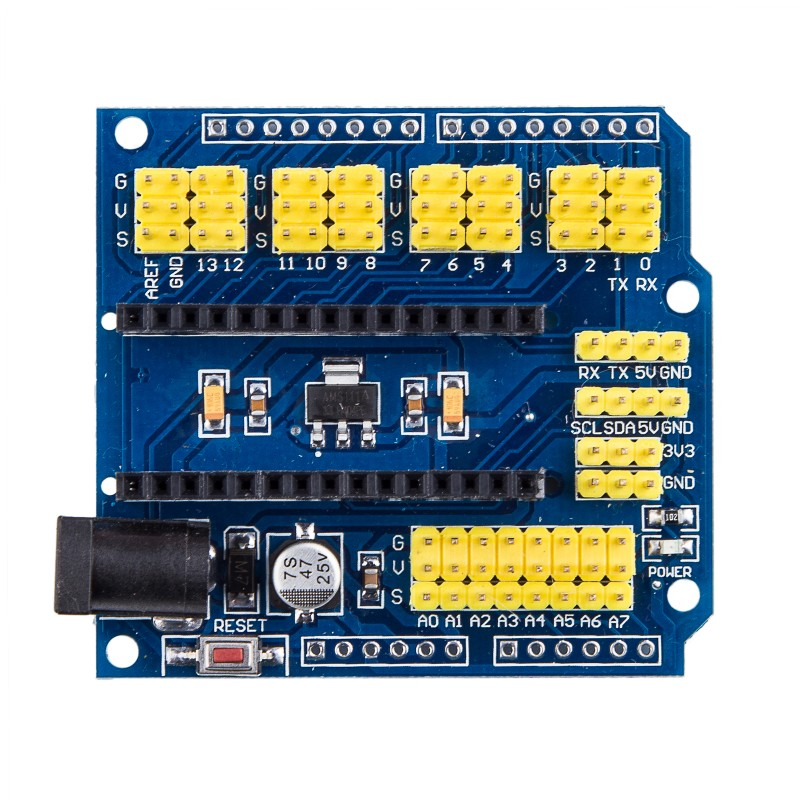 G G G G
V V V V
S S S S
AREF GND 13 12 11 10 9 8 7 6 5 4 3 2 1 0
TX RX
RX TX 5V GND
SCL SDA 5V GND
3V3
GND
102
POWER
G
V
S
A0 A1 A2 A3 A4 A5 A6 A7
M7
7S
47
25V
RESET